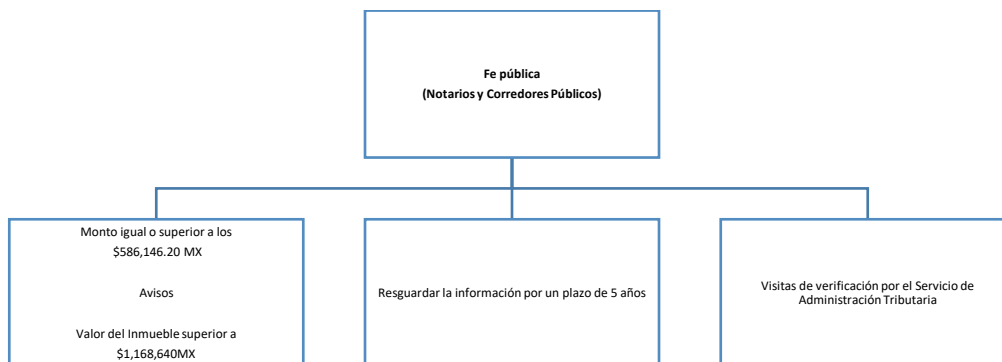 Fe pública
(Notarios y Corredores Públicos)
Monto igual o superior a los
$586,146.20 MX
Avisos
Valor del Inmueble superior a
$1,168,640MX
Resguardar la información por un plazo de 5 años
Visitas de verificación por el Servicio de
Administración Tributaria